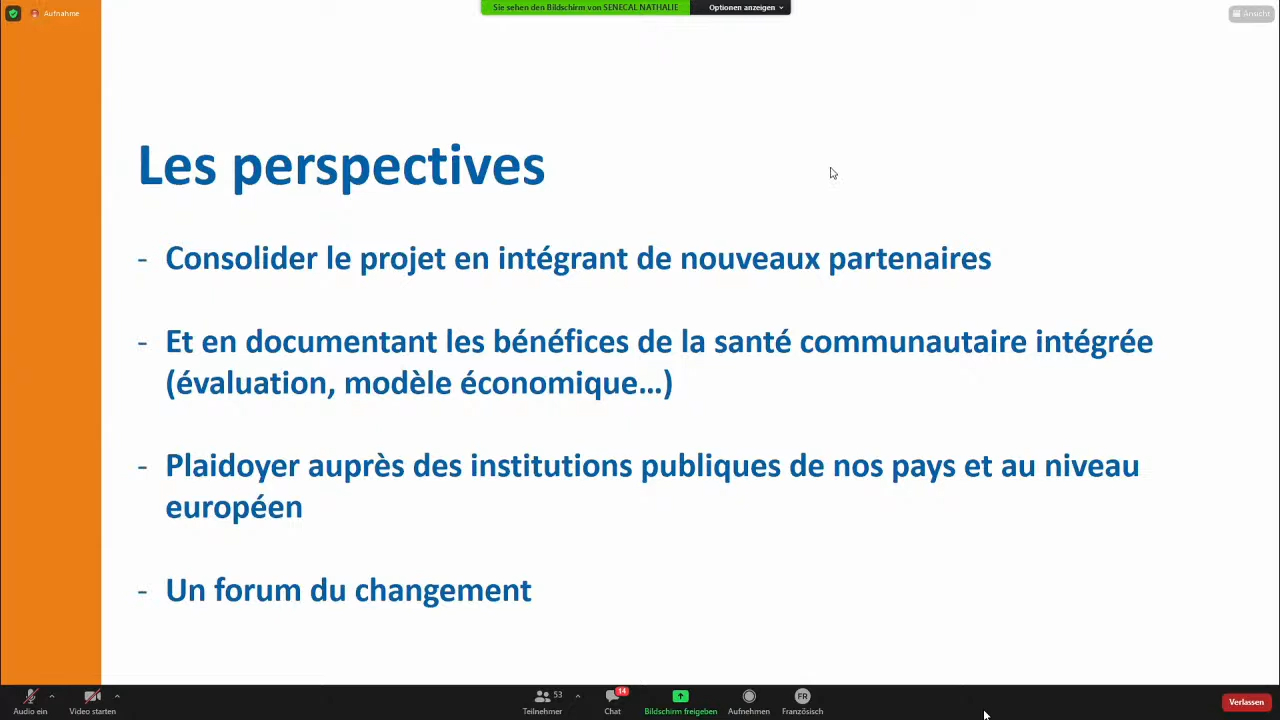 Aufnahme
Sie sehen den Bildschirm von SENECAL NATHALIE
Optionen anzeigen
Ansicht
Les perspectives
- Consolider le projet en intégrant de nouveaux partenaires
- Et en documentant les bénéfices de la santé communautaire intégrée
(évaluation, modèle économique…)
- Plaidoyer auprès des institutions publiques de nos pays et au niveau
européen
- Un forum du changement
53
14
FR
Audio ein
Video starten
Teilnehmer
Chat
Bildschirm freigeben
Aufnehmen
Französisch
Verlassen